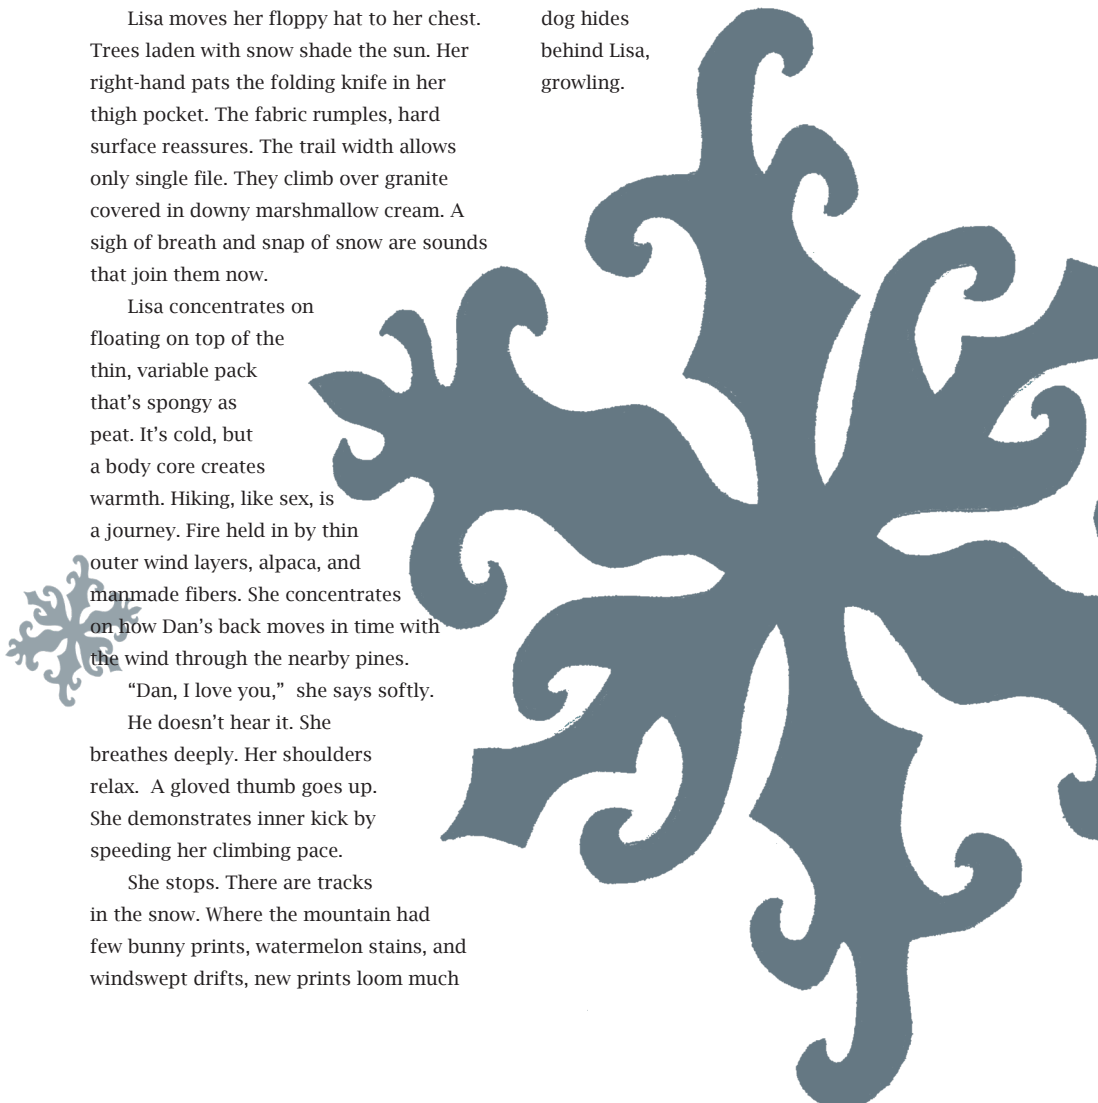 Lisa moves her floppy hat to her chest.
Trees laden with snow shade the sun. Her
right-hand pats the folding knife in her
thigh pocket. The fabric rumples, hard
surface reassures. The trail width allows
only single file. They climb over granite
covered in downy marshmallow cream. A
sigh of breath and snap of snow are sounds
that join them now.
Lisa concentrates on
floating on top of the
thin, variable pack
that’s spongy as
peat. It’s cold, but
a body core creates
warmth. Hiking, like sex, is
a journey. Fire held in by thin
outer wind layers, alpaca, and
manmade fibers. She concentrates
on how Dan’s back moves in time with
the wind through the nearby pines.
“Dan, I love you,”  she says softly.
He doesn’t hear it. She
breathes deeply. Her shoulders
relax.  A gloved thumb goes up.
She demonstrates inner kick by
speeding her climbing pace.
She stops. There are tracks
in the snow. Where the mountain had
few bunny prints, watermelon stains, and
windswept drifts, new prints loom much
dog hides
behind Lisa,
growling.